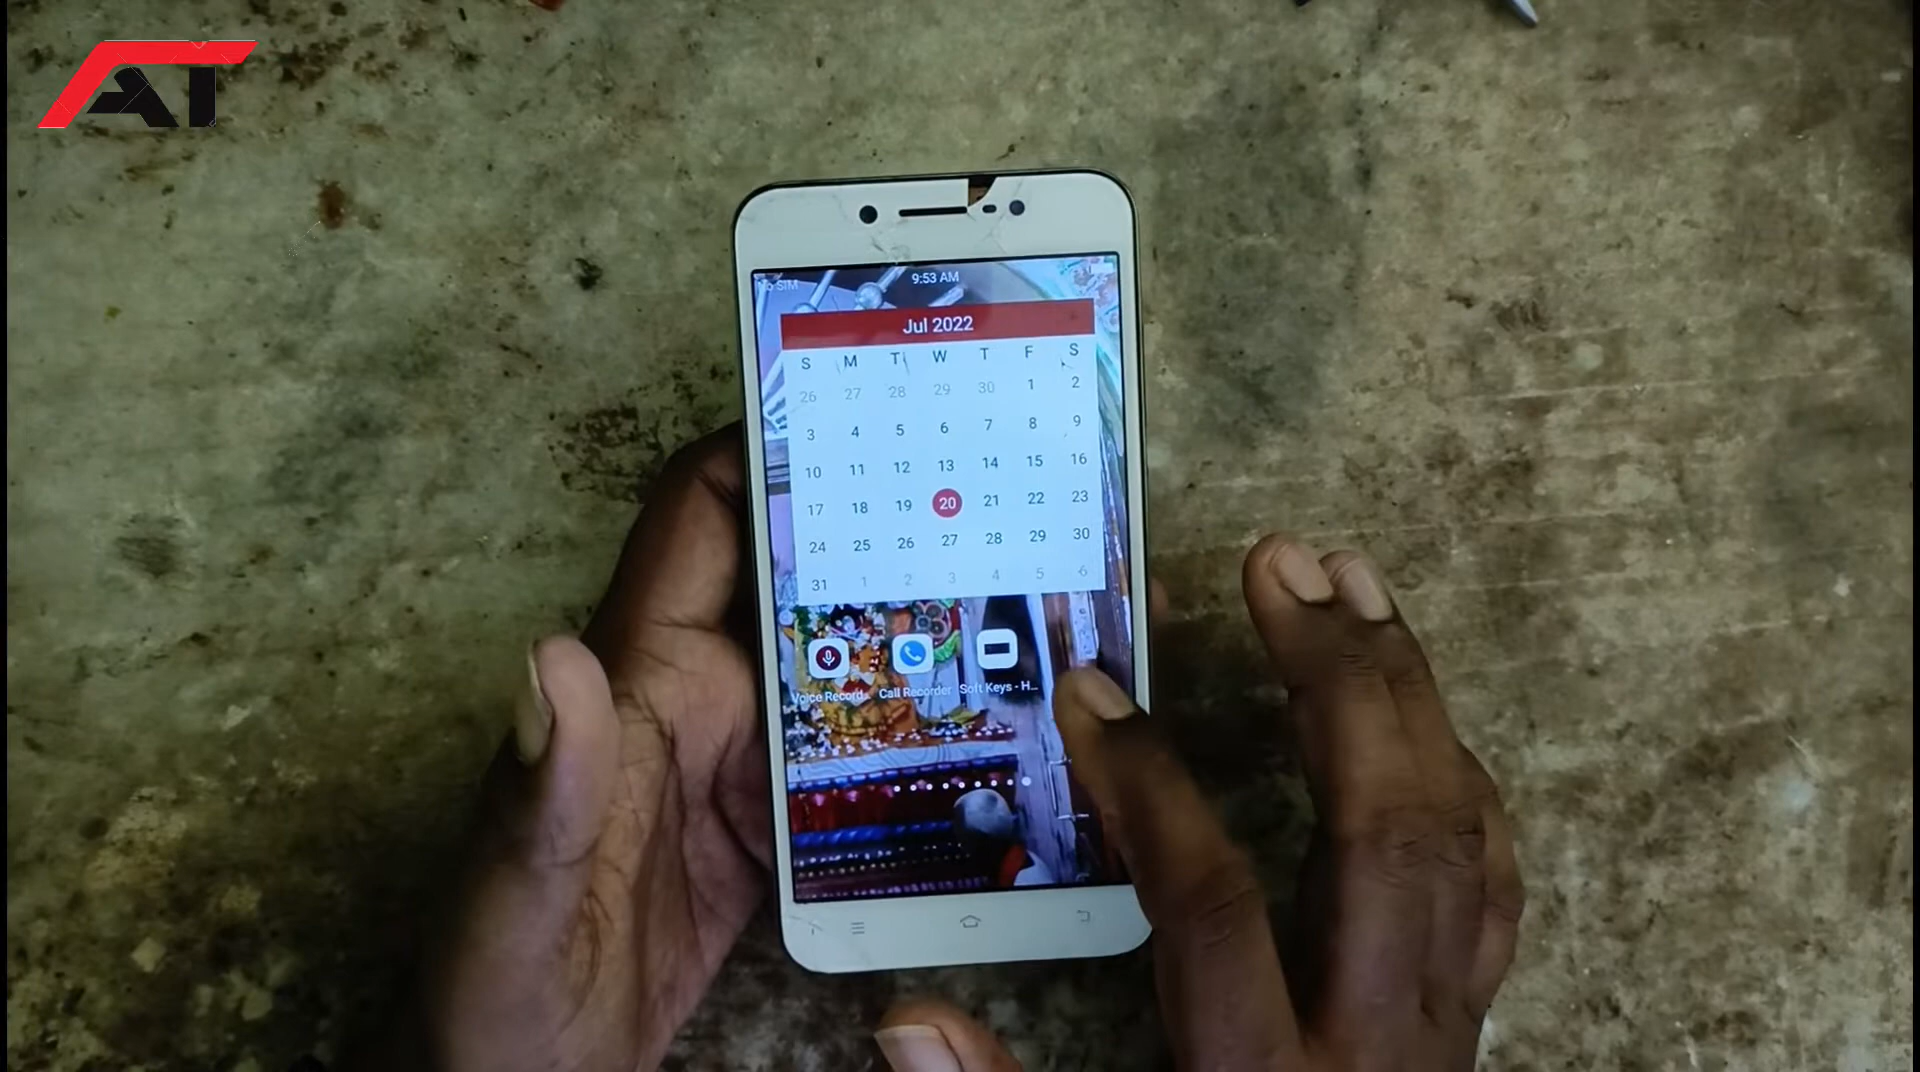 AT
No SIM
9:53 AM
Jul 2022
S M T W T F S
26 27 28 29 30 1 2
3 4 5 6 7 8 9
10 11 12 13 14 15 16
17 18 19 20 21 22 23
24 25 26 27 28 29 30
31 1 2 3 4 5 6
Voice Record.. Call Recorder Soft Keys - H...